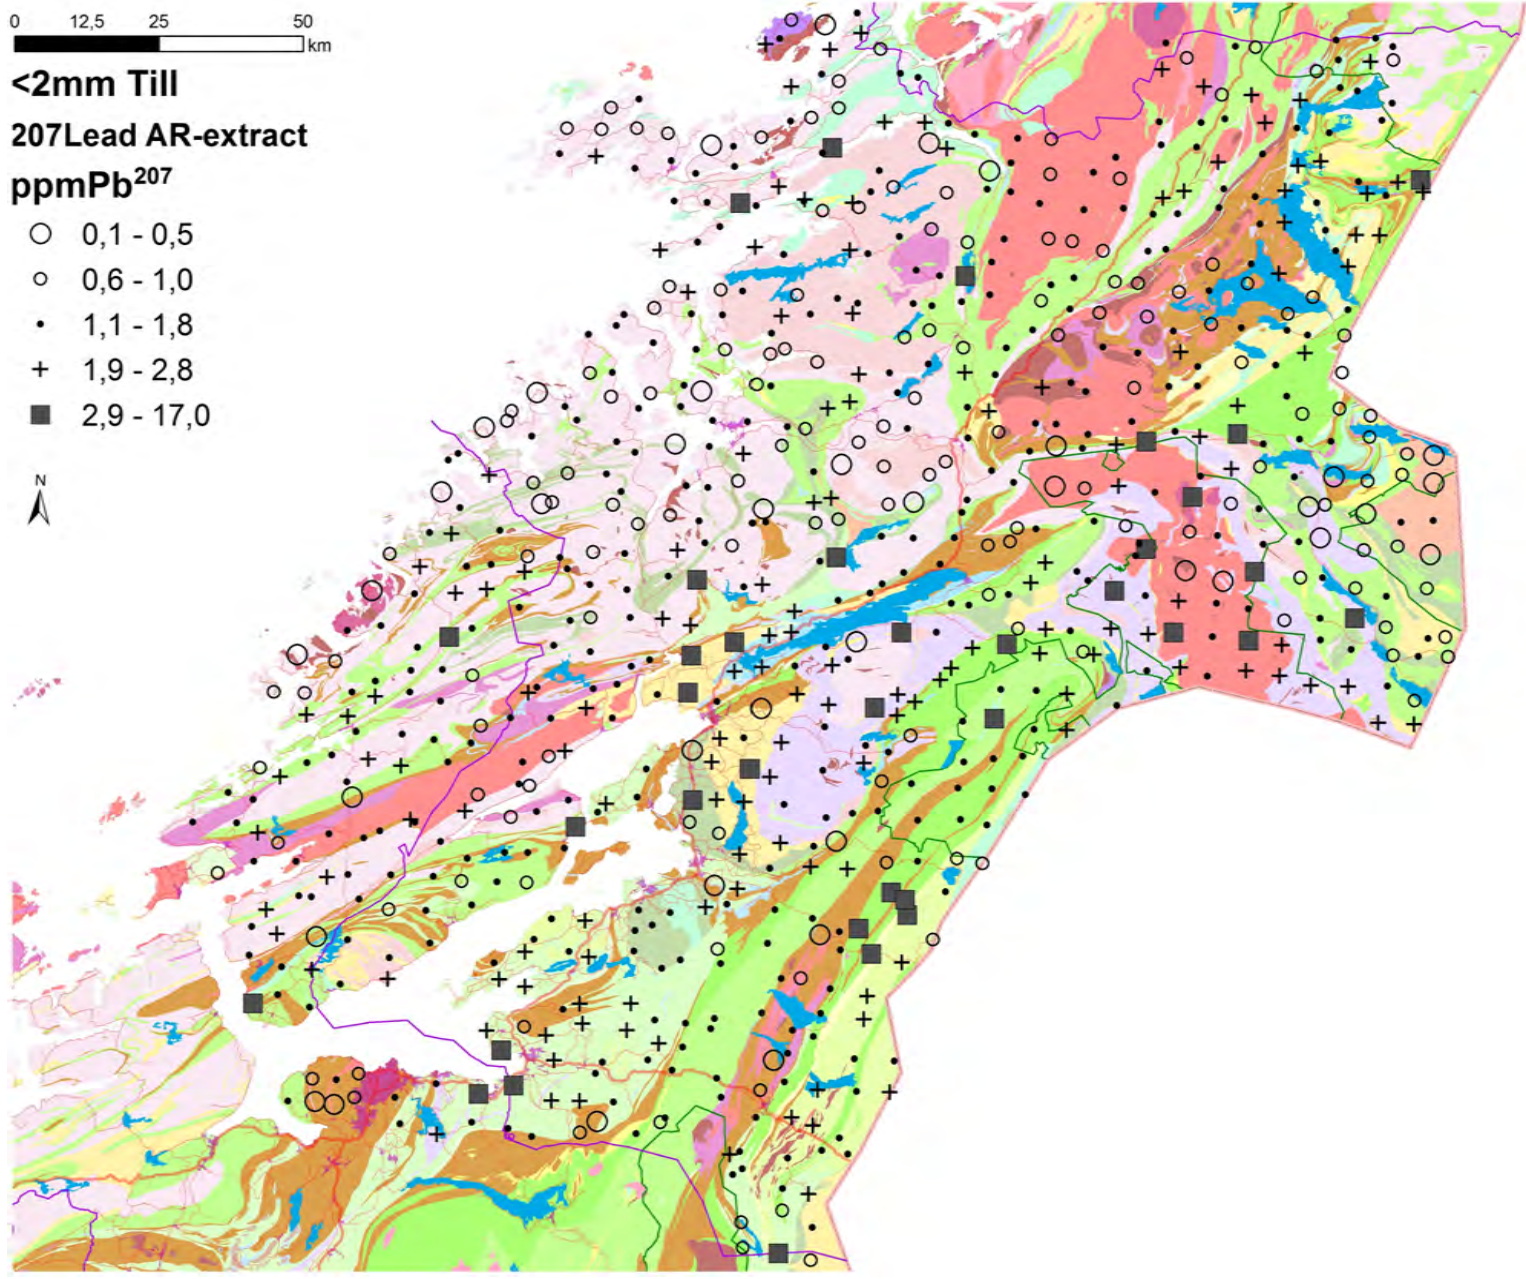 0 12,5 25 50
km
<2mm Till
207Lead AR-extract
ppmPb²⁰⁷
0,1 - 0,5
0,6 - 1,0
1,1 - 1,8
1,9 - 2,8
2,9 - 17,0
N